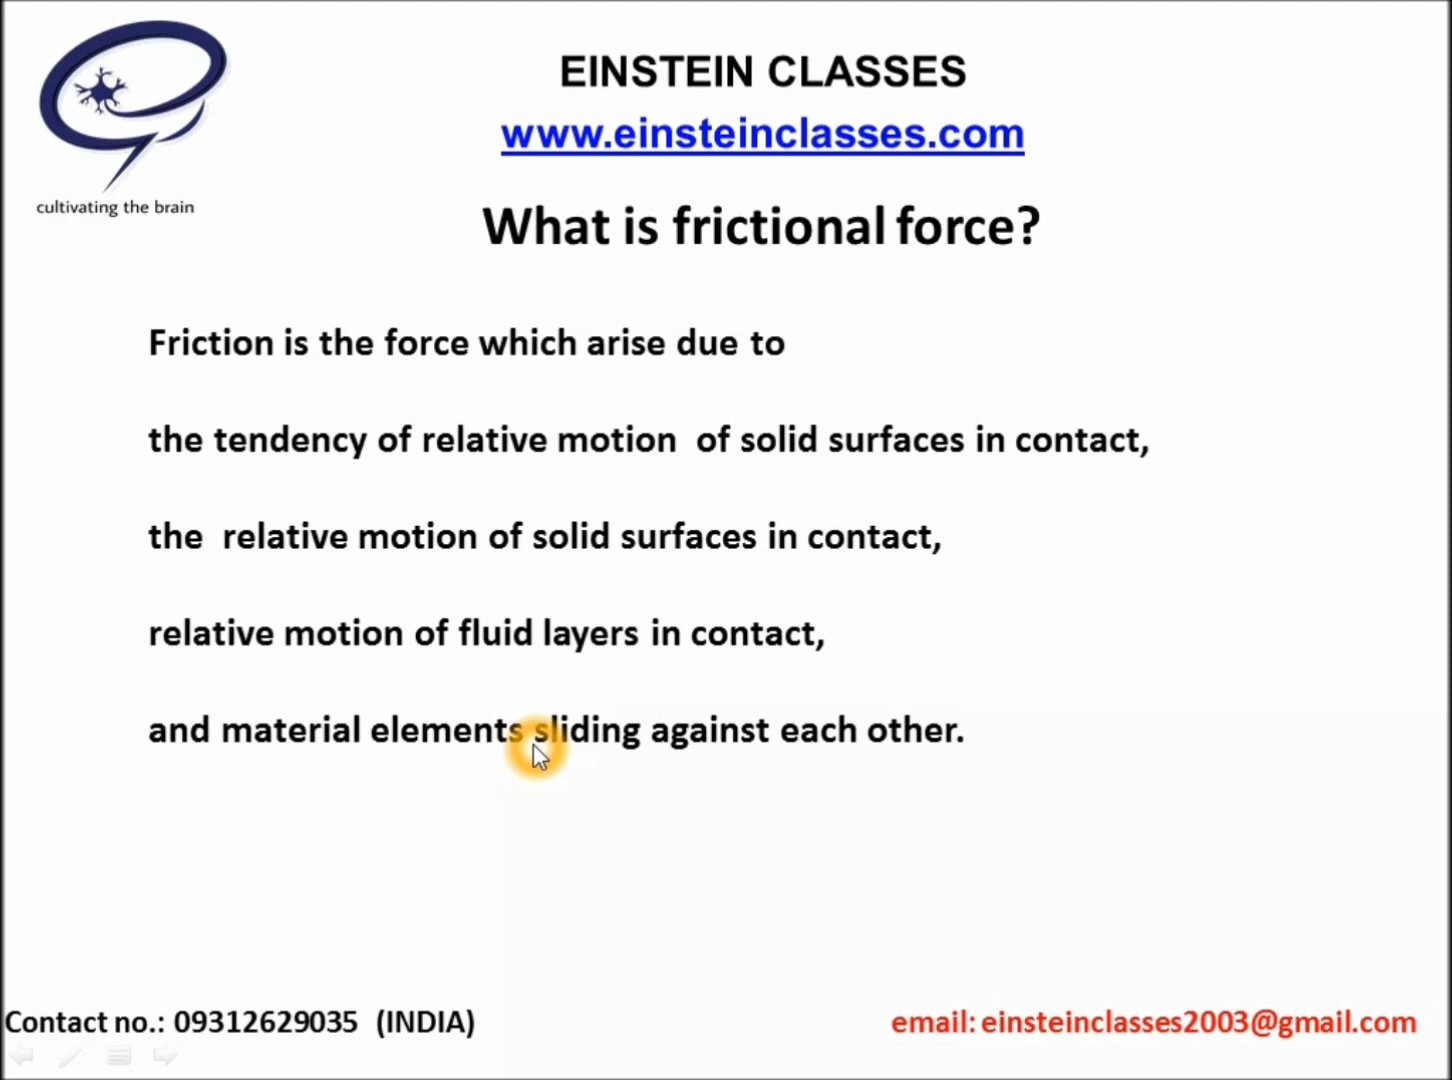 cultivating the brain
EINSTEIN CLASSES
www.einsteinclasses.com
What is frictional force?
Friction is the force which arise due to
the tendency of relative motion of solid surfaces in contact,
the relative motion of solid surfaces in contact,
relative motion of fluid layers in contact,
and material elements sliding against each other.
Contact no.: 09312629035 (INDIA)
email: einsteinclasses2003@gmail.com